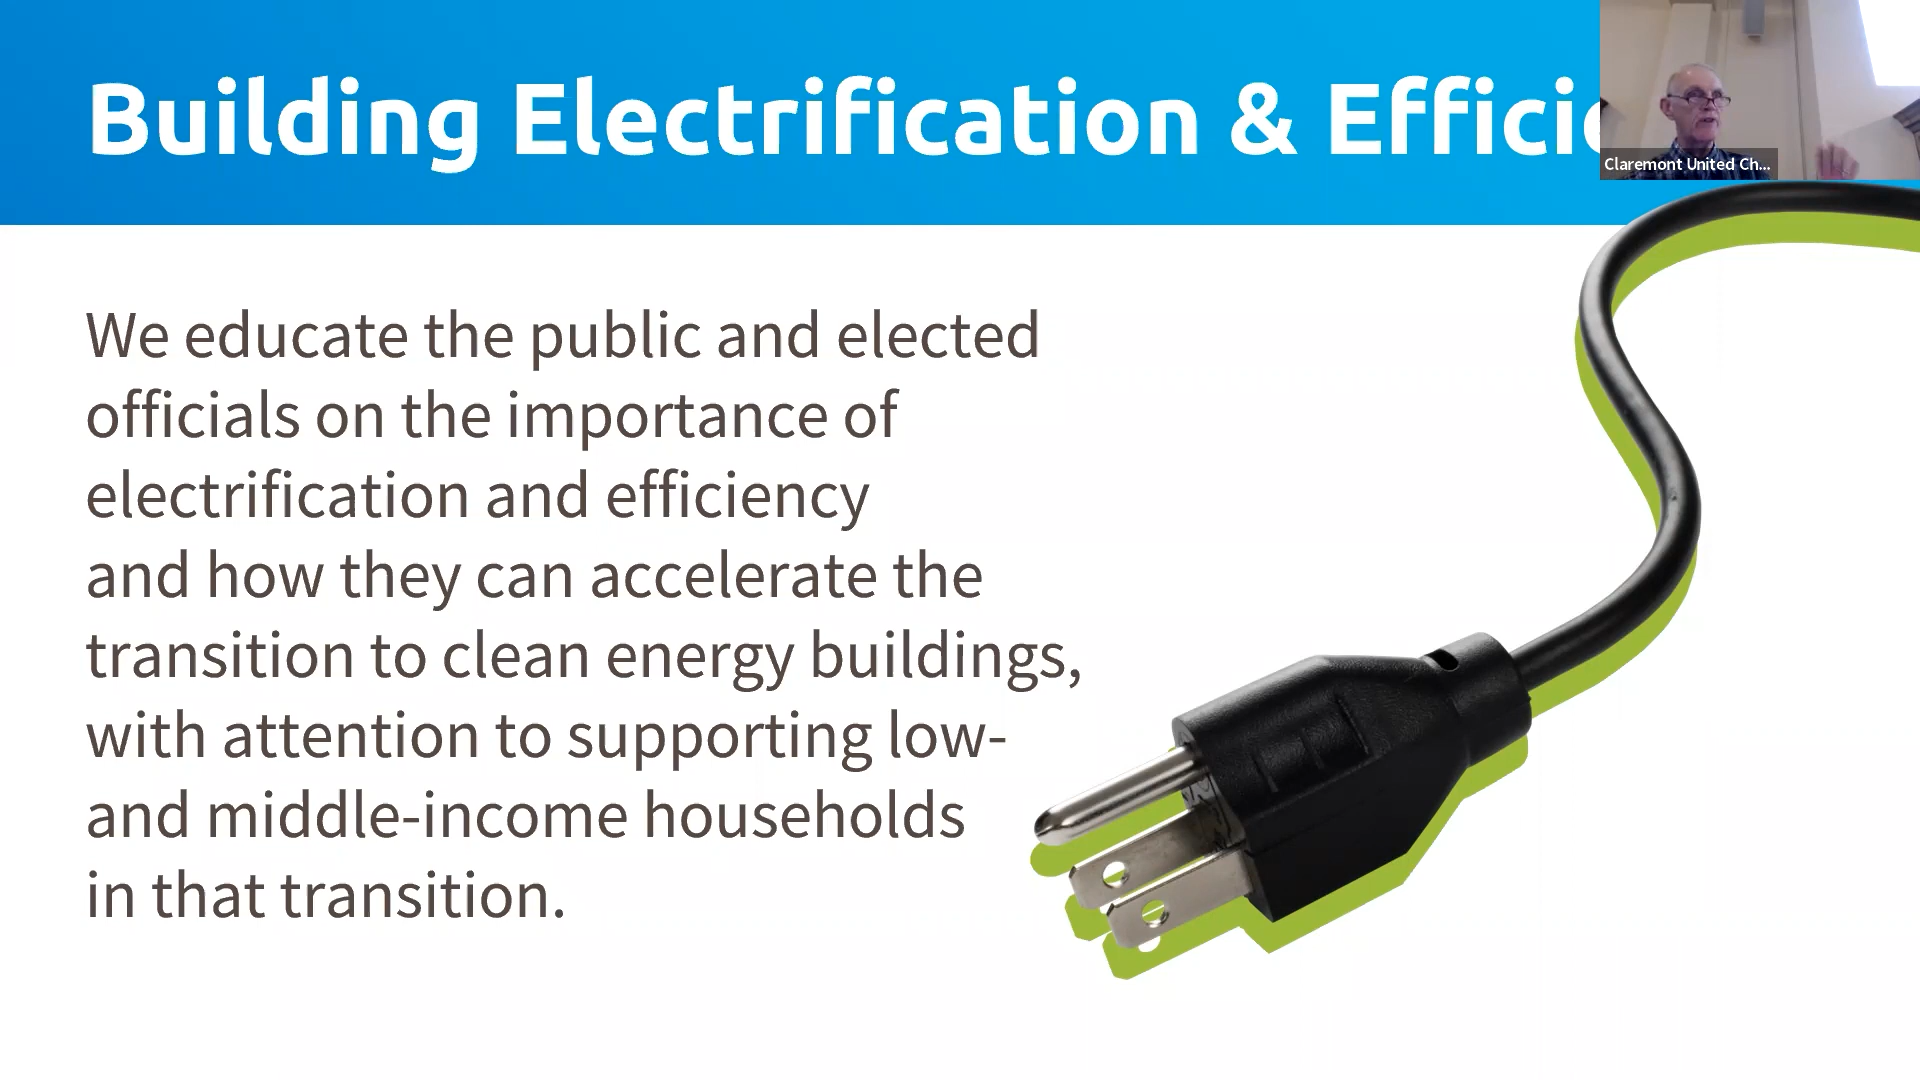 Building Electrification &
Claremont United Ch...
We educate the public and elected
officials on the importance of
electrification and efficiency
and how they can accelerate the
transition to clean energy buildings,
with attention to supporting low-
and middle-income households
in that transition.